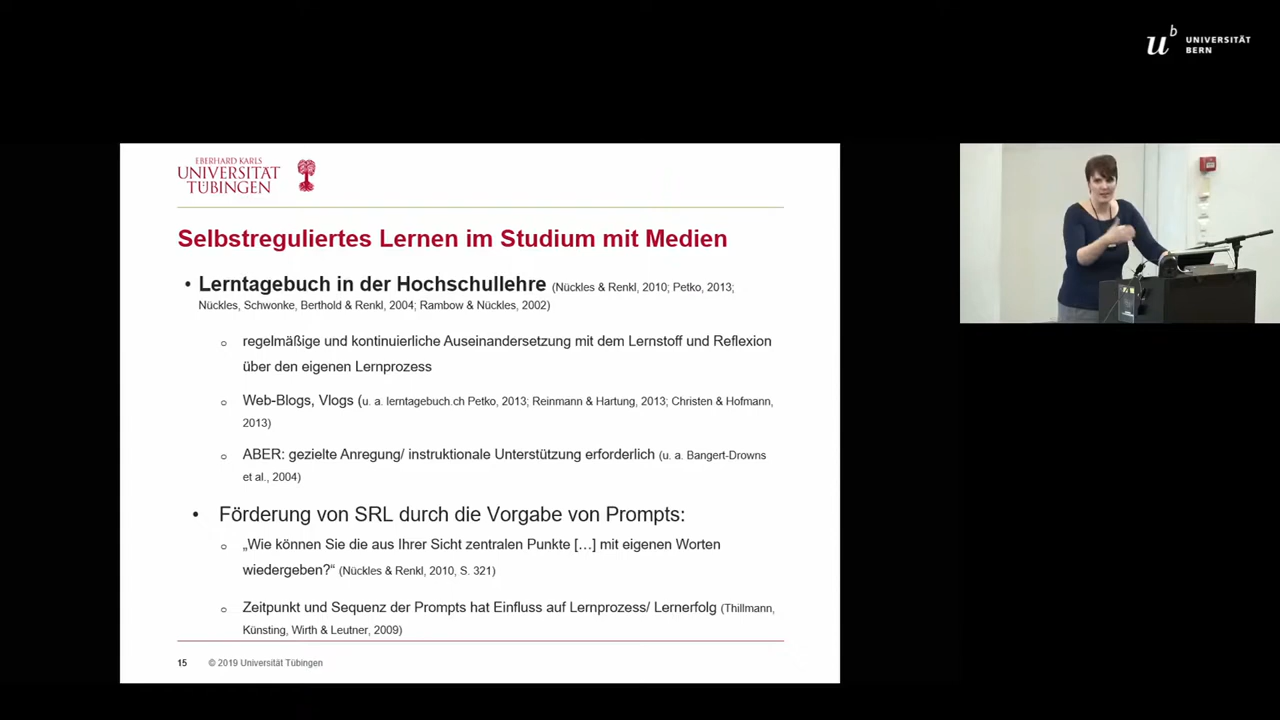 u
b
UNIVERSITÄT
BERN
EBERHARD KARLS
UNIVERSITÄT
TÜBINGEN
Selbstreguliertes Lernen im Studium mit Medien
• Lerntagebuch in der Hochschullehre (Nückles & Renkl, 2010; Petko, 2013;
Nückles, Schwonke, Berthold & Renkl, 2004; Rambow & Nückles, 2002)
o regelmäßige und kontinuierliche Auseinandersetzung mit dem Lernstoff und Reflexion
über den eigenen Lernprozess
o Web-Blogs, Vlogs (u. a. lerntagebuch.ch Petko, 2013; Reinmann & Hartung, 2013; Christen & Hofmann,
2013)
o ABER: gezielte Anregung/ instruktionale Unterstützung erforderlich (u. a. Bangert-Drowns
et al., 2004)
• Förderung von SRL durch die Vorgabe von Prompts:
o „Wie können Sie die aus Ihrer Sicht zentralen Punkte […] mit eigenen Worten
wiedergeben?“ (Nückles & Renkl, 2010, S. 321)
o Zeitpunkt und Sequenz der Prompts hat Einfluss auf Lernprozess/ Lernerfolg (Thillmann,
Künsting, Wirth & Leutner, 2009)
15 © 2019 Universität Tübingen